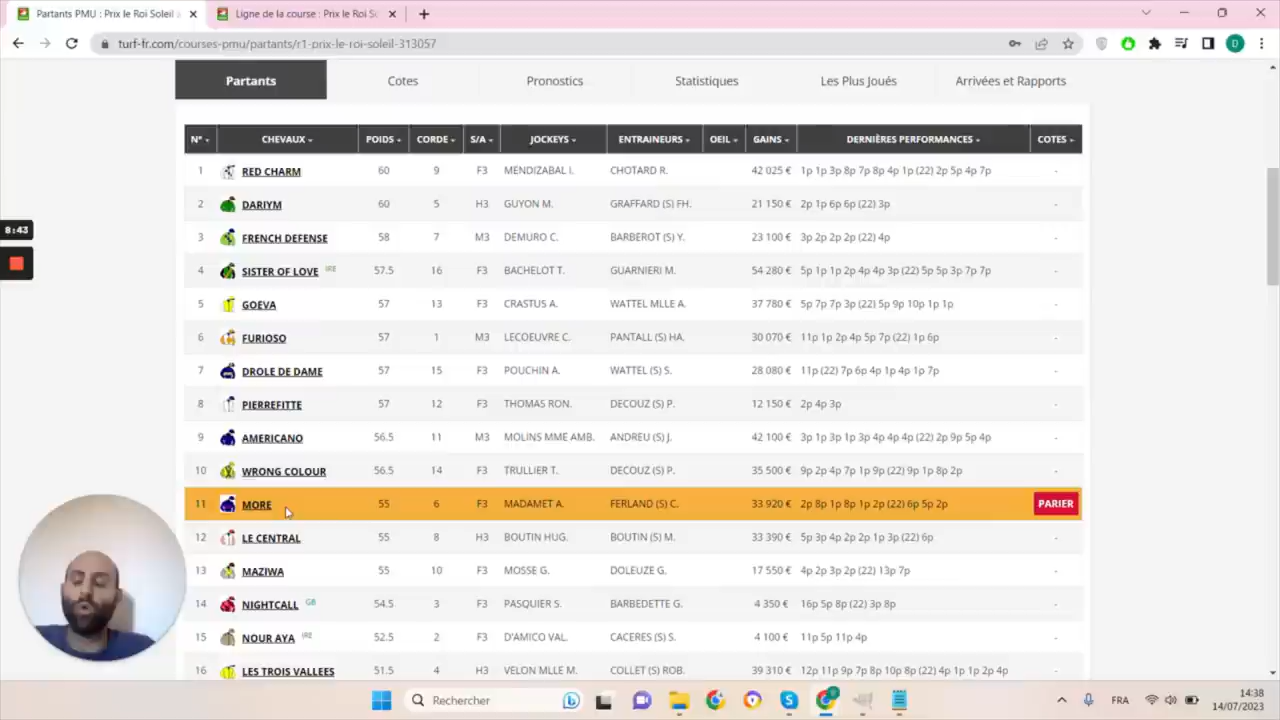 Partants PMU : Prix le Roi Soleil
Ligne de la course : Prix le Roi So
turf-fr.com/courses-pmu/partants/r1-prix-le-roi-soleil-313057
D
Partants Cotes Pronostics Statistiques Les Plus Joués Arrivées et Rapports
N° CHEVAUX POIDS CORDE S/A JOCKEYS ENTRAINEURS OEIL GAINS DERNIÈRES PERFORMANCES COTES
1 RED CHARM 60 9 F3 MENDIZABAL I. CHOTARD R. 42 025 € 1p 1p 3p 8p 7p 8p 4p 1p (22) 2p 5p 4p 7p -
2 DARIYM 60 5 H3 GUYON M. GRAFFARD (S) FH. 21 150 € 2p 1p 6p 6p (22) 3p -
8:43
3 FRENCH DEFENSE 58 7 M3 DEMURO C. BARBEROT (S) Y. 23 100 € 3p 2p 2p 2p (22) 4p -
4 SISTER OF LOVE IRE 57.5 16 F3 BACHELOT T. GUARNIERI M. 54 280 € 5p 1p 1p 2p 4p 4p 3p (22) 5p 5p 3p 7p 7p -
5 GOEVA 57 13 F3 CRASTUS A. WATTEL MLLE A. 37 780 € 5p 7p 7p 3p (22) 5p 9p 10p 1p 1p -
6 FURIOSO 57 1 M3 LECOEUVRE C. PANTALL (S) HA. 30 070 € 11p 1p 2p 4p 5p 7p (22) 1p 6p -
7 DROLE DE DAME 57 15 F3 POUCHIN A. WATTEL (S) S. 28 080 € 11p (22) 7p 6p 4p 1p 4p 1p 7p -
8 PIERREFITTE 57 12 F3 THOMAS RON. DECOUZ (S) P. 12 150 € 2p 4p 3p -
9 AMERICANO 56.5 11 M3 MOLINS MME AMB. ANDREU (S) J. 42 100 € 3p 1p 3p 1p 3p 4p 4p 4p (22) 2p 9p 5p 4p -
10 WRONG COLOUR 56.5 14 F3 TRULLIER T. DECOUZ (S) P. 35 500 € 9p 2p 4p 7p 1p 9p (22) 9p 1p 8p 2p -
11 MORE 55 6 F3 MADAMET A. FERLAND (S) C. 33 920 € 2p 8p 1p 8p 1p 2p (22) 6p 5p 2p PARIER
12 LE CENTRAL 55 8 H3 BOUTIN HUG. BOUTIN (S) M. 33 390 € 5p 3p 4p 2p 2p 1p 3p (22) 6p -
13 MAZIWA 55 10 F3 MOSSE G. DOLEUZE G. 17 550 € 4p 2p 3p 2p (22) 13p 7p -
14 NIGHTCALL GB 54.5 3 F3 PASQUIER S. BARBEDETTE G. 4 350 € 16p 5p 8p (22) 3p 8p -
15 NOUR AYA IRE 52.5 2 F3 D'AMICO VAL. CACERES (S) S. 4 100 € 11p 5p 11p 4p -
16 LES TROIS VALLEES 51.5 4 H3 VELON MLLE M. COLLET (S) ROB. 39 310 € 12p 11p 9p 7p 8p 10p 8p (22) 4p 1p 1p 2p 4p -
Rechercher
FRA
14:38
14/07/2023